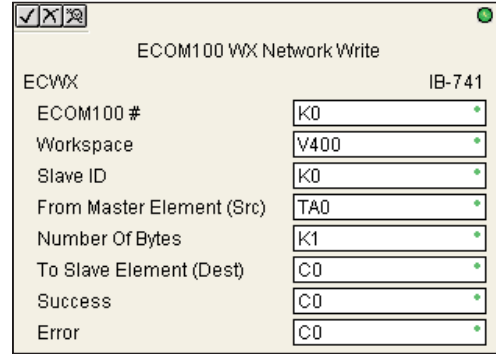 ECOM100 WX Network Write
ECWX IB-741
ECOM100 # K0
Workspace V400
Slave ID K0
From Master Element (Src) TA0
Number Of Bytes K1
To Slave Element (Dest) C0
Success C0
Error C0